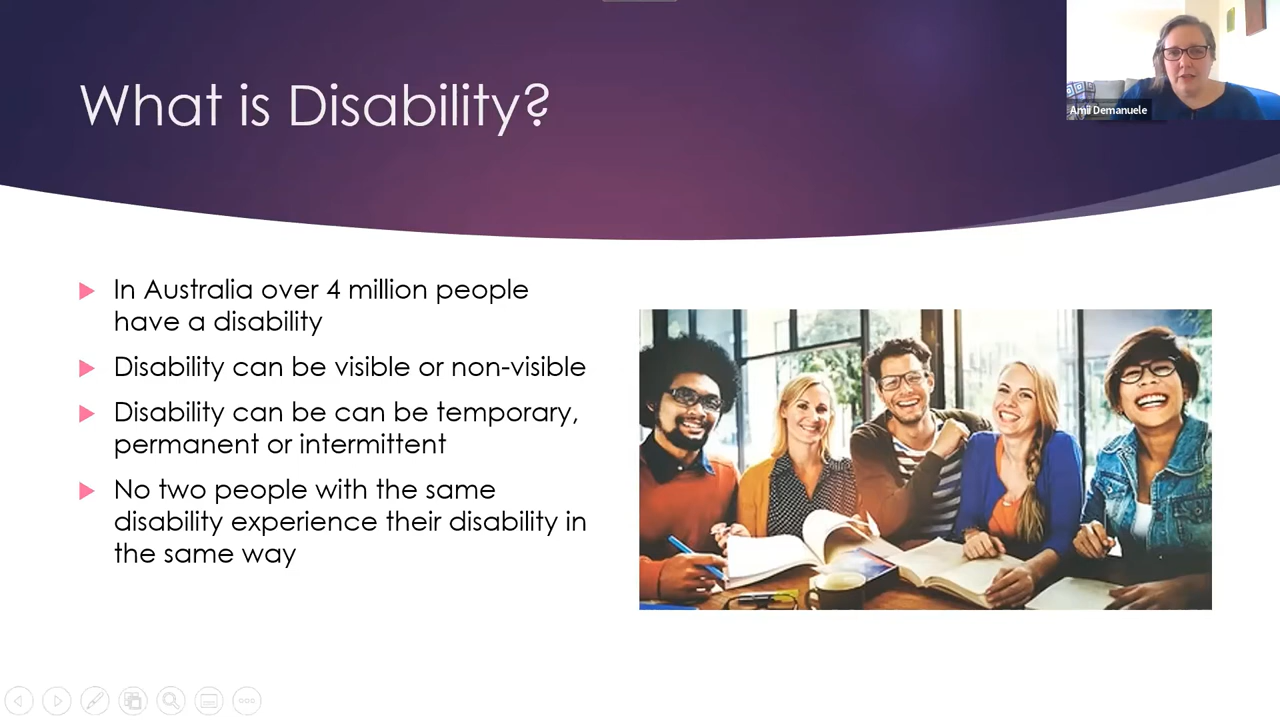 What is Disability?
Amii Demanuele
In Australia over 4 million people
have a disability
Disability can be visible or non-visible
Disability can be can be temporary,
permanent or intermittent
No two people with the same
disability experience their disability in
the same way